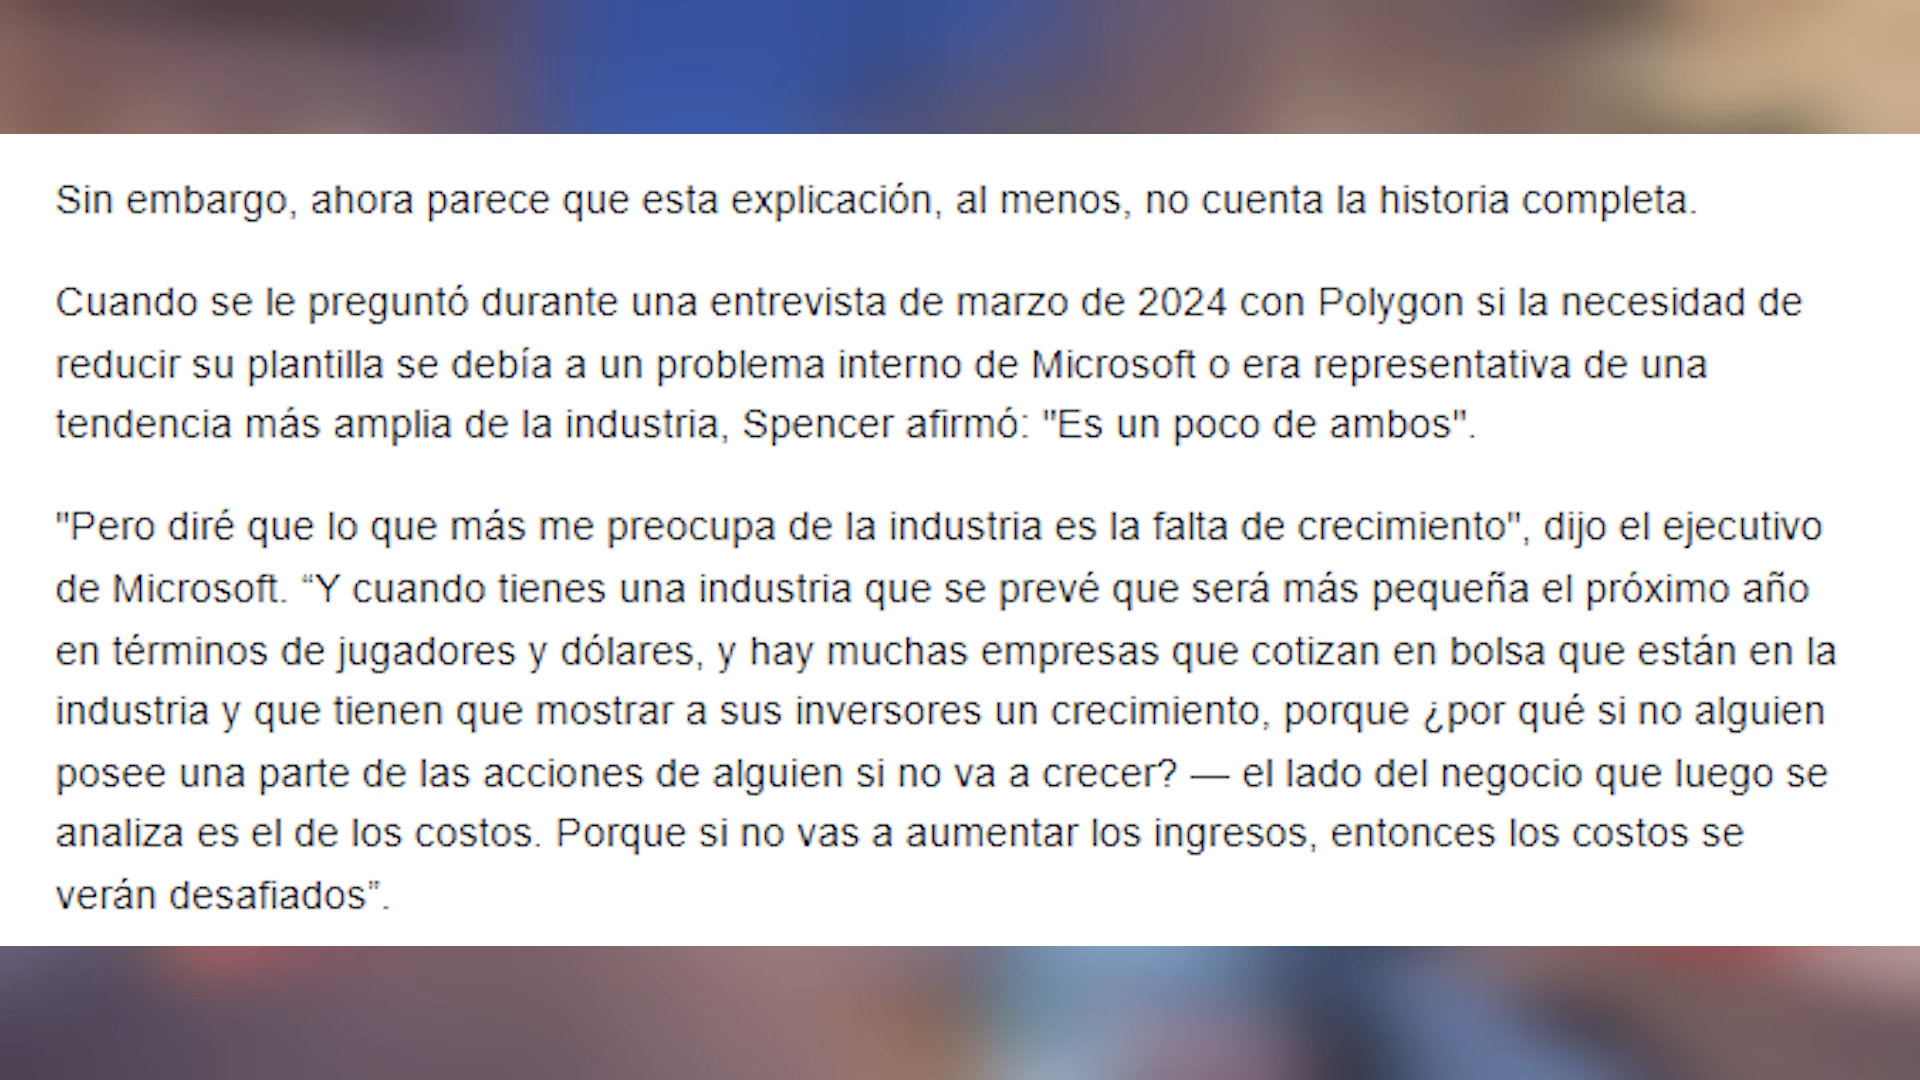 Sin embargo, ahora parece que esta explicación, al menos, no cuenta la historia completa.
Cuando se le preguntó durante una entrevista de marzo de 2024 con Polygon si la necesidad de
reducir su plantilla se debía a un problema interno de Microsoft o era representativa de una
tendencia más amplia de la industria, Spencer afirmó: "Es un poco de ambos".
"Pero diré que lo que más me preocupa de la industria es la falta de crecimiento", dijo el ejecutivo
de Microsoft. “Y cuando tienes una industria que se prevé que será más pequeña el próximo año
en términos de jugadores y dólares, y hay muchas empresas que cotizan en bolsa que están en la
industria y que tienen que mostrar a sus inversores un crecimiento, porque ¿por qué si no alguien
posee una parte de las acciones de alguien si no va a crecer? — el lado del negocio que luego se
analiza es el de los costos. Porque si no vas a aumentar los ingresos, entonces los costos se
verán desafiados”.